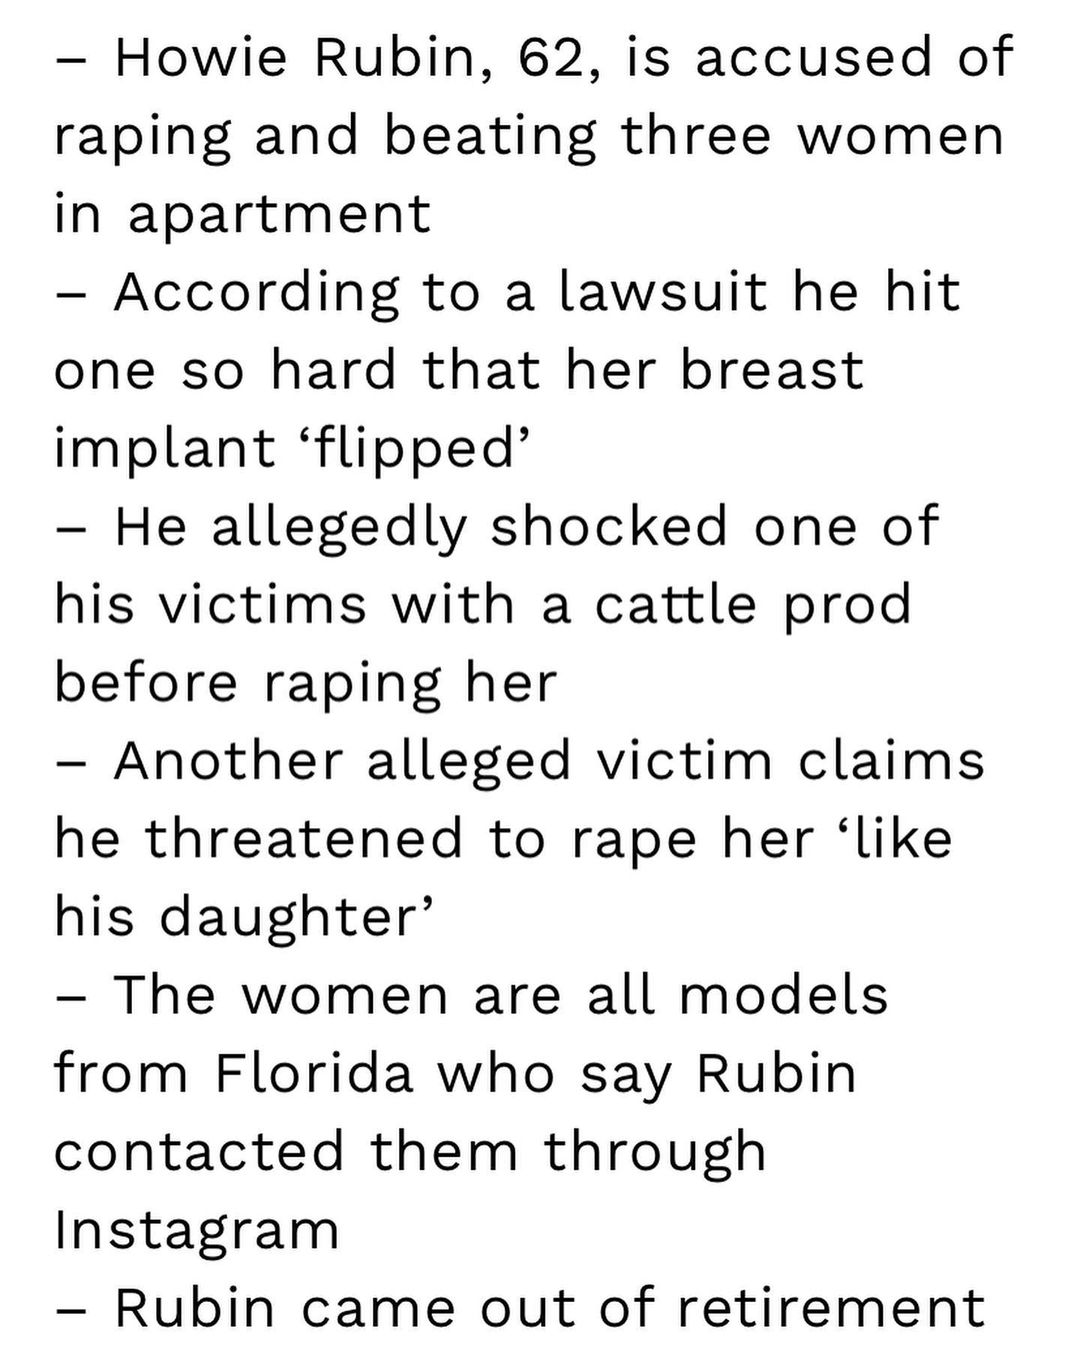 – Howie Rubin, 62, is accused of
raping and beating three women
in apartment
– According to a lawsuit he hit
one so hard that her breast
implant ‘flipped’
– He allegedly shocked one of
his victims with a cattle prod
before raping her
– Another alleged victim claims
he threatened to rape her ‘like
his daughter’
– The women are all models
from Florida who say Rubin
contacted them through
Instagram
– Rubin came out of retirement